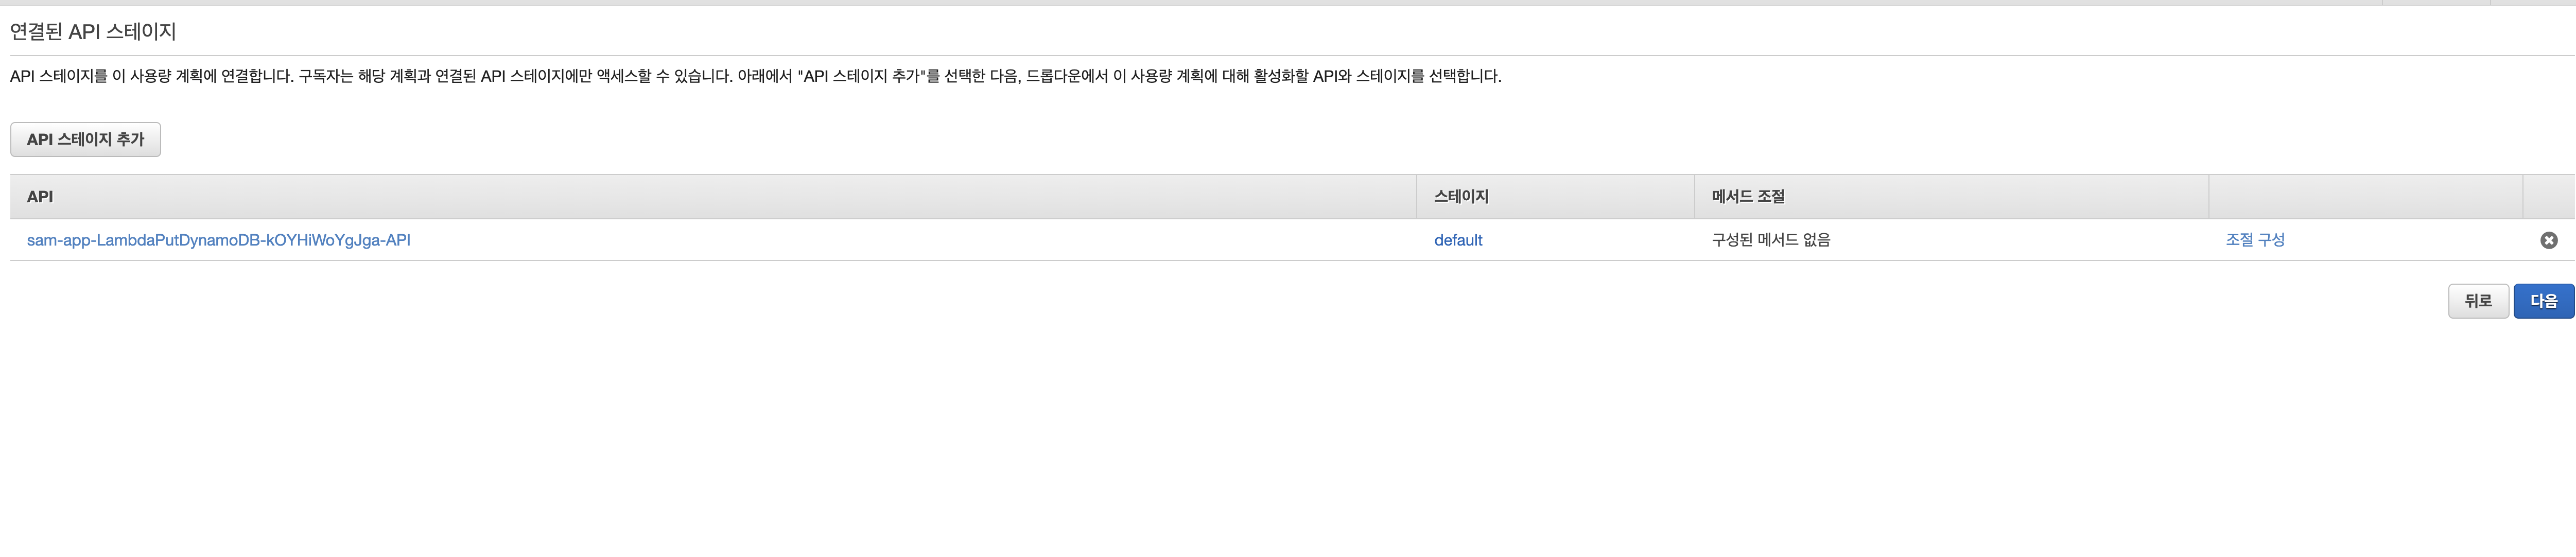 연결된 API 스테이지
API 스테이지를 이 사용량 계획에 연결합니다. 구독자는 해당 계획과 연결된 API 스테이지에만 액세스할 수 있습니다. 아래에서 "API 스테이지 추가"를 선택한 다음, 드롭다운에서 이 사용량 계획에 대해 활성화할 API와 스테이지를 선택합니다.
API 스테이지 추가
API 스테이지 메서드 조절
sam-app-LambdaPutDynamoDB-kOYHiWoYgJga-API default 구성된 메서드 없음 조절 구성
뒤로 다음